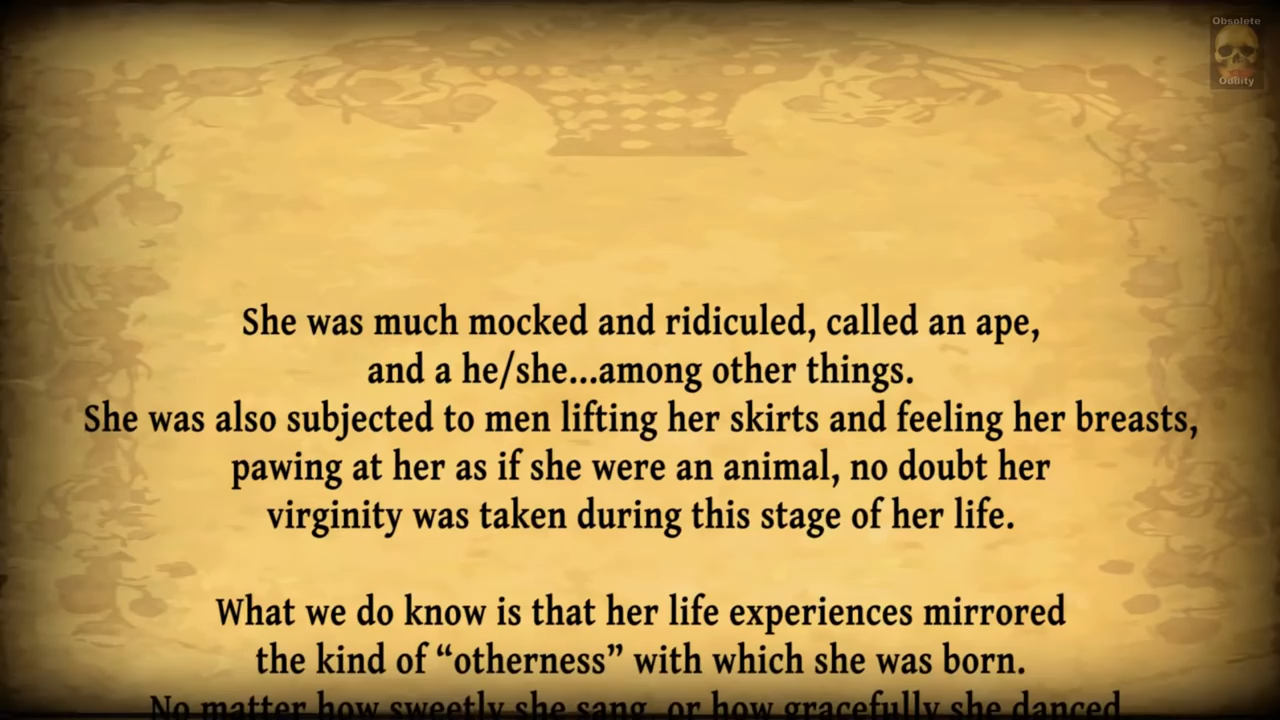 Obsolete
Oddity
She was much mocked and ridiculed, called an ape,
and a he/she...among other things.
She was also subjected to men lifting her skirts and feeling her breasts,
pawing at her as if she were an animal, no doubt her
virginity was taken during this stage of her life.
What we do know is that her life experiences mirrored
the kind of “otherness” with which she was born.
No matter how sweetly she sang, or how gracefully she danced